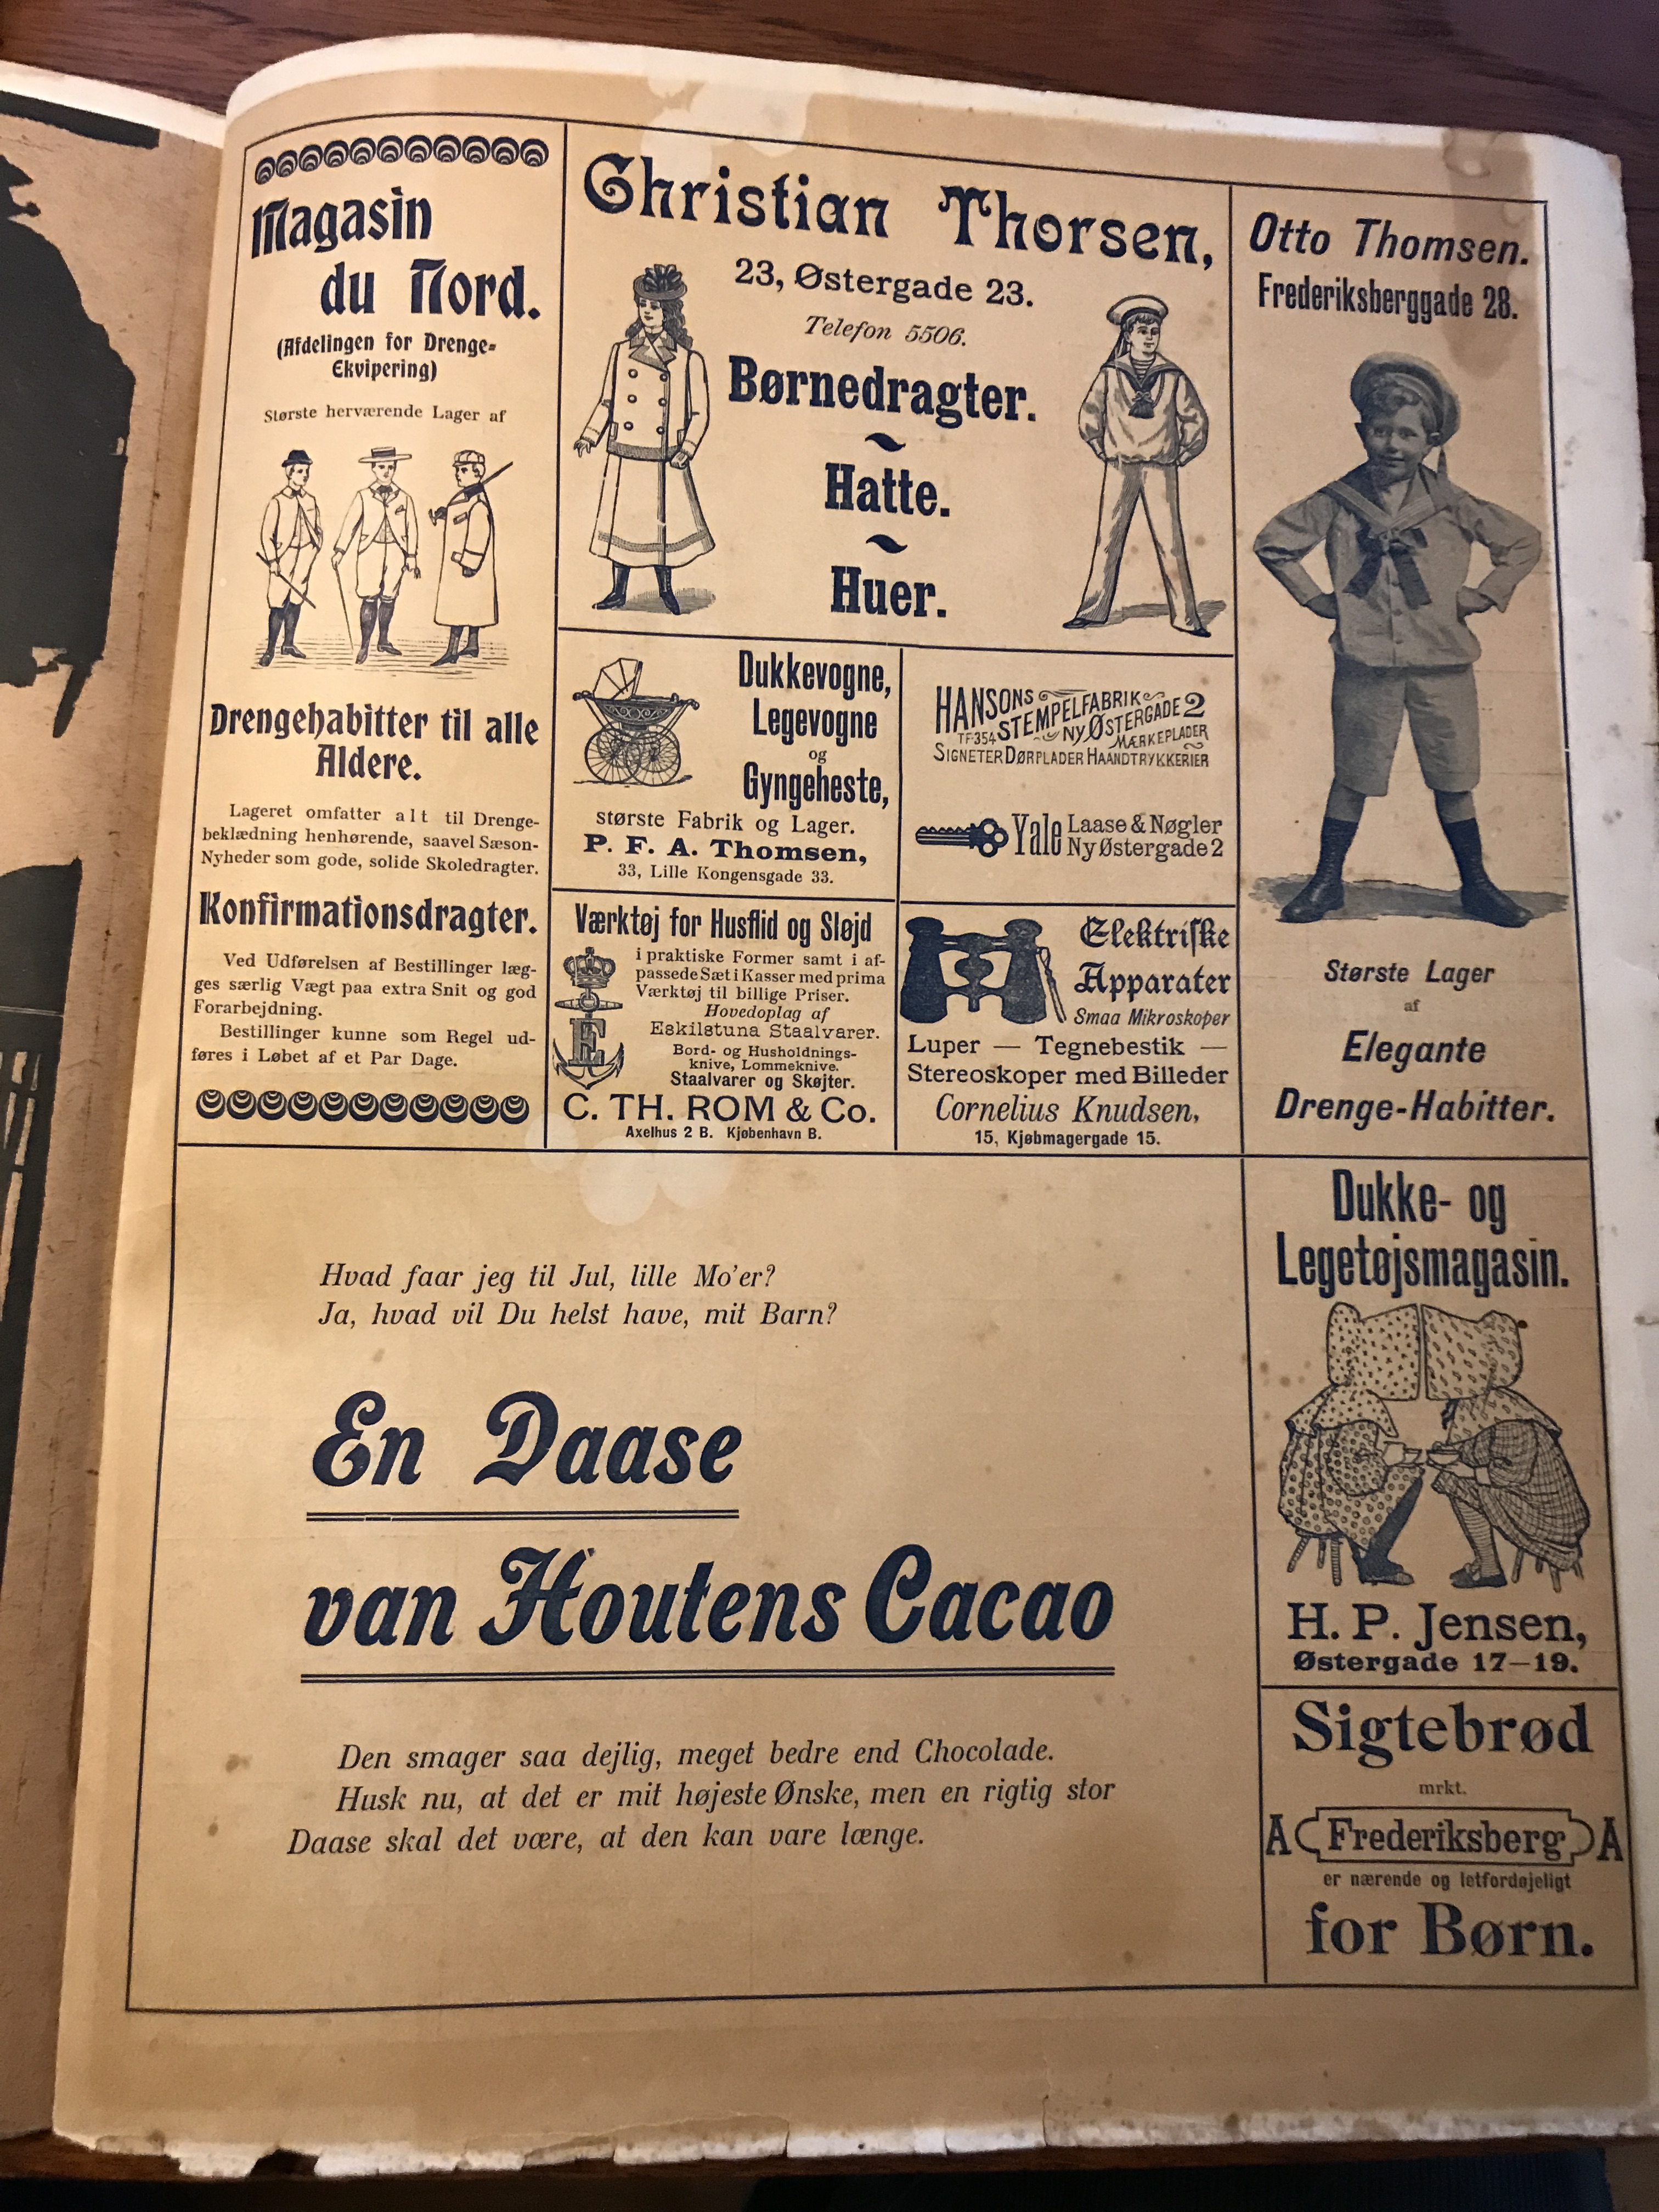 Magasin
du Nord.
(Afdelingen for Drenge-
Ekvipering)
Største herværende Lager af
Drengehabitter til alle
Aldere.
Lageret omfatter alt til Drenge-
beklædning henhørende, saavel Sæson-
Nyheder som gode, solide Skoledragter.
Konfirmationsdragter.
Ved Udførelsen af Bestillinger læg-
ges særlig Vægt paa extra Snit og god
Forarbejdning.
Bestillinger kunne som Regel ud-
føres i Løbet af et Par Dage.
Christian Thorsen,
23, Østergade 23.
Telefon 5506.
Børnedragter.
Hatte.
Huer.
Dukkevogne,
Legevogne
og
Gyngeheste,
største Fabrik og Lager.
P. F. A. Thomsen,
33, Lille Kongensgade 33.
HANSONS STEMPELFABRIK
TF·354 NY ØSTERGADE 2
MÆRKEPLADER
SIGNETER DØRPLADER HAANDTRYKKERIER
Yale Laase & Nøgler
Ny Østergade 2
Værktøj for Husflid og Sløjd
i praktiske Former samt i af-
passede Sæt i Kasser med prima
Værktøj til billige Priser.
Hovedoplag af
Eskilstuna Staalvarer.
Bord- og Husholdnings-
knive, Lommeknive.
Staalvarer og Skøjter.
E
C. TH. ROM & Co.
Axelhus 2 B. Kjøbenhavn B.
Elektriske
Apparater
Smaa Mikroskoper
Luper — Tegnebestik —
Stereoskoper med Billeder
Cornelius Knudsen,
15, Kjøbmagergade 15.
Otto Thomsen.
Frederiksberggade 28.
Største Lager
af
Elegante
Drenge-Habitter.
Hvad faar jeg til Jul, lille Mo'er?
Ja, hvad vil Du helst have, mit Barn?
En Daase
van Houtens Cacao
Den smager saa dejlig, meget bedre end Chocolade.
Husk nu, at det er mit højeste Ønske, men en rigtig stor
Daase skal det være, at den kan vare længe.
Dukke- og
Legetøjsmagasin.
H. P. Jensen,
Østergade 17–19.
Sigtebrød
mrkt.
A Frederiksberg A
er nærende og letfordøjeligt
for Børn.